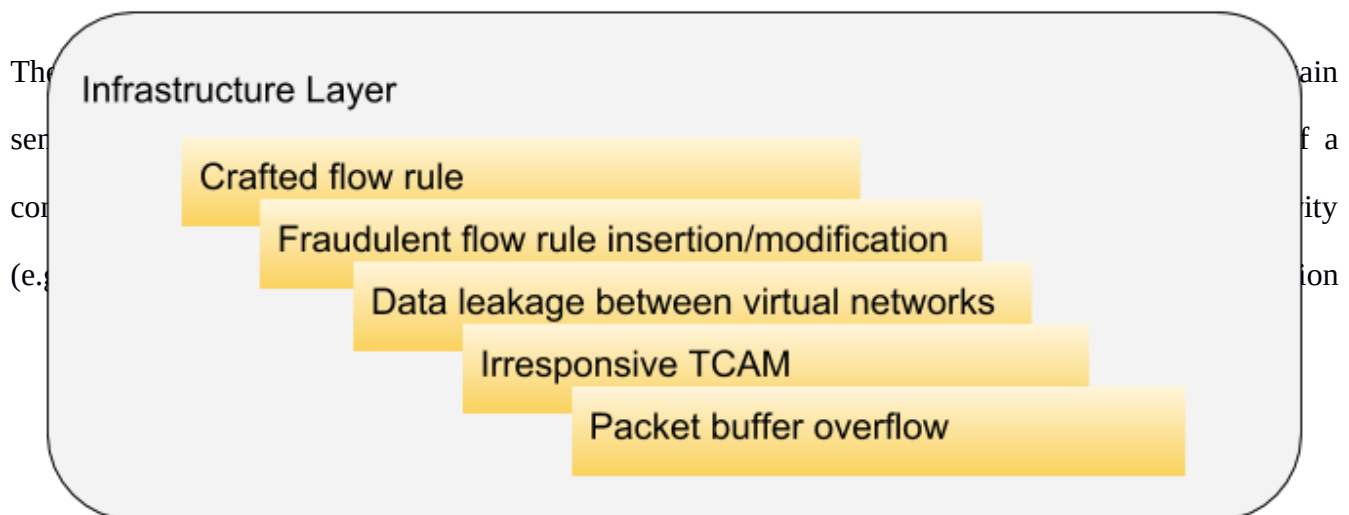 Infrastructure Layer
Crafted flow rule
Fraudulent flow rule insertion/modification
Data leakage between virtual networks
Irresponsive TCAM
Packet buffer overflow